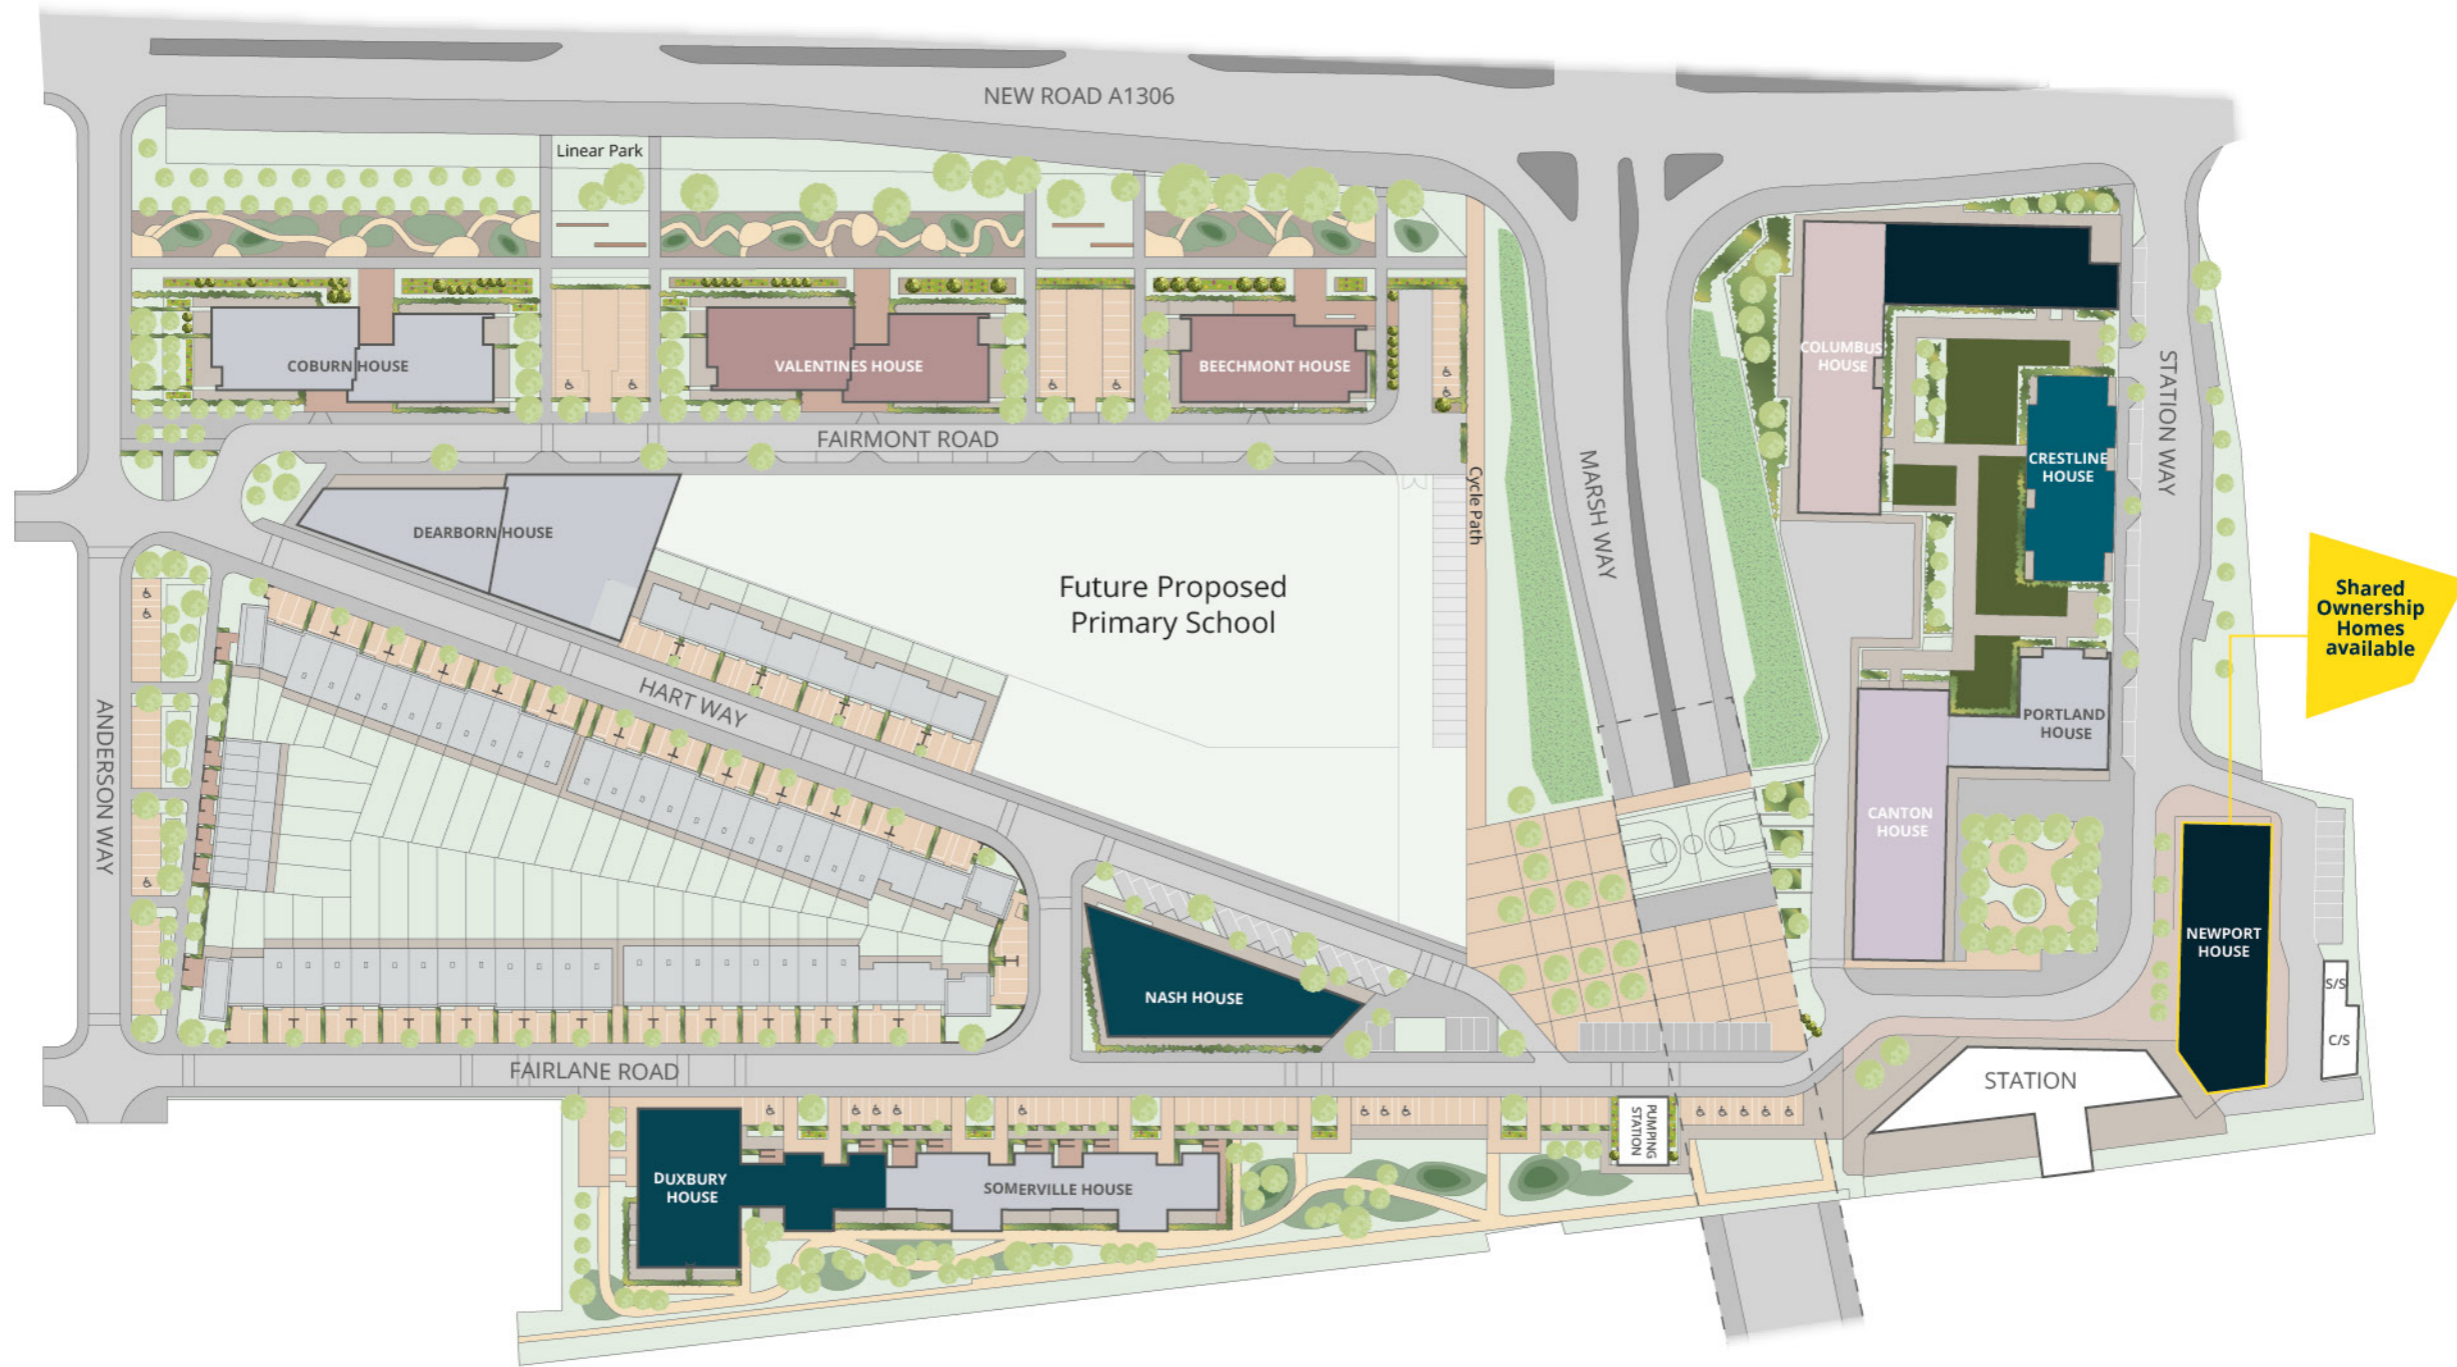 NEW ROAD A1306
Linear Park
COBURN HOUSE
VALENTINES HOUSE
BEECHMONT HOUSE
COLUMBUS
HOUSE
FAIRMONT ROAD
STATION WAY
CRESTLINE
HOUSE
DEARBORN HOUSE
Cycle Path
MARSH WAY
Future Proposed
Primary School
Shared
Ownership
Homes
available
HART WAY
ANDERSON WAY
PORTLAND
HOUSE
CANTON
HOUSE
NEWPORT
HOUSE
NASH HOUSE
S/S
C/S
FAIRLANE ROAD
STATION
PUMPING
STATION
DUXBURY
HOUSE
SOMERVILLE HOUSE